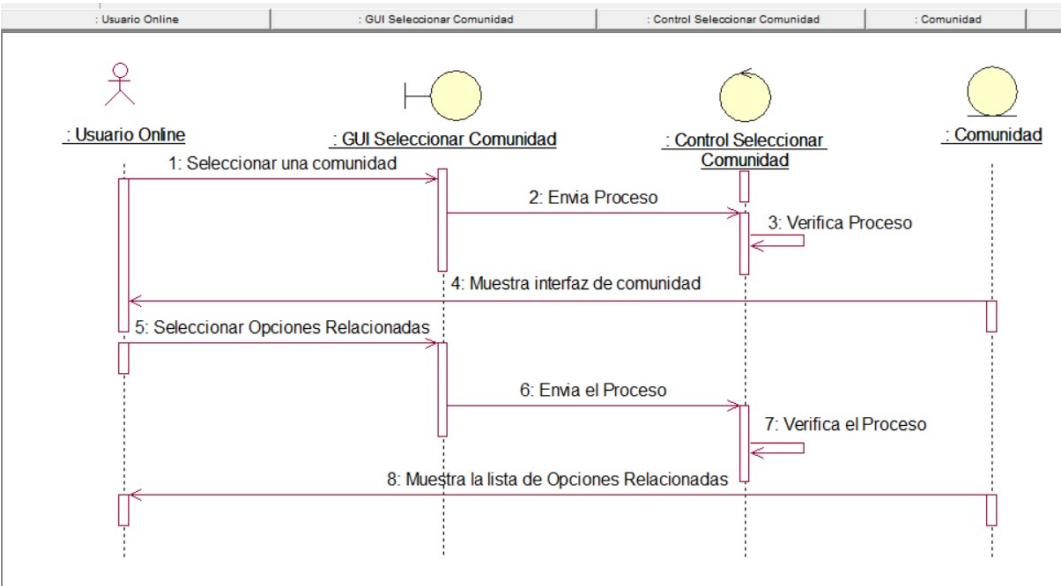 : Usuario Online
: GUI Seleccionar Comunidad
: Control Seleccionar Comunidad
: Comunidad
: Usuario Online
: GUI Seleccionar Comunidad
: Control Seleccionar
Comunidad
: Comunidad
1: Seleccionar una comunidad
2: Envia Proceso
3: Verifica Proceso
4: Muestra interfaz de comunidad
5: Seleccionar Opciones Relacionadas
6: Envia el Proceso
7: Verifica el Proceso
8: Muestra la lista de Opciones Relacionadas